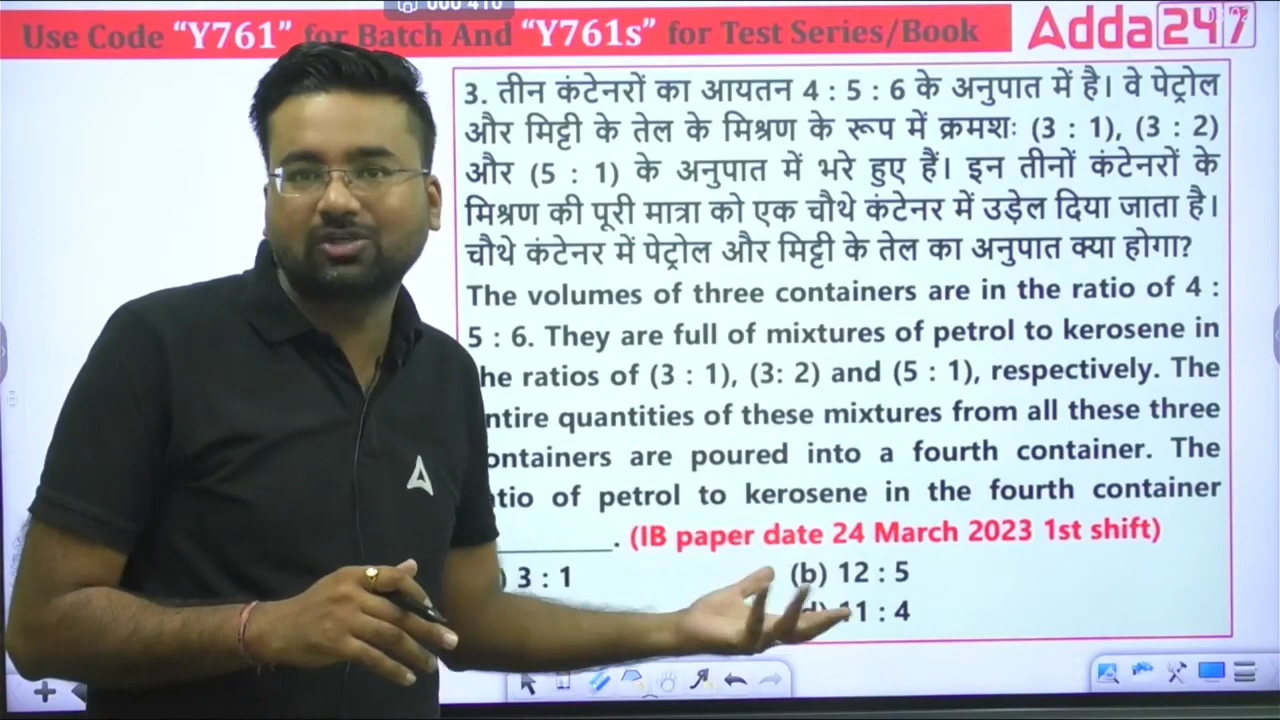 Use Code “Y761” for Batch And “Y761s” for Test Series/Book
Adda247
3. तीन कंटेनरों का आयतन 4 : 5 : 6 के अनुपात में है। वे पेट्रोल
और मिट्टी के तेल के मिश्रण के रूप में क्रमशः (3 : 1), (3 : 2)
और (5 : 1) के अनुपात में भरे हुए हैं। इन तीनों कंटेनरों के
मिश्रण की पूरी मात्रा को एक चौथे कंटेनर में उड़ेल दिया जाता है।
चौथे कंटेनर में पेट्रोल और मिट्टी के तेल का अनुपात क्या होगा?
The volumes of three containers are in the ratio of 4 :
5 : 6. They are full of mixtures of petrol to kerosene in
he ratios of (3 : 1), (3: 2) and (5 : 1), respectively. The
ntire quantities of these mixtures from all these three
ontainers are poured into a fourth container. The
tio of petrol to kerosene in the fourth container
________. (IB paper date 24 March 2023 1st shift)
) 3 : 1
(b) 12 : 5
11 : 4